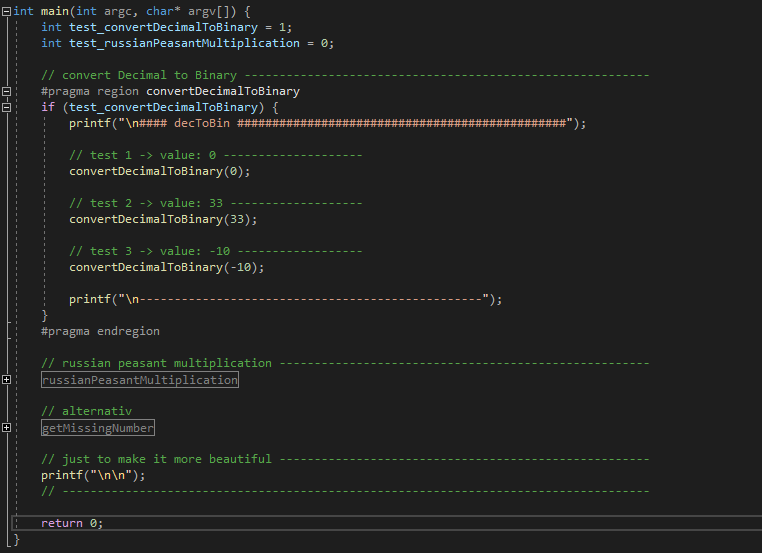 int main(int argc, char* argv[]) {
int test_convertDecimalToBinary = 1;
int test_russianPeasantMultiplication = 0;
// convert Decimal to Binary ----------------------------------------------------------
#pragma region convertDecimalToBinary
if (test_convertDecimalToBinary) {
printf("\n#### decToBin ###############################################");
// test 1 -> value: 0 --------------------
convertDecimalToBinary(0);
// test 2 -> value: 33 -------------------
convertDecimalToBinary(33);
// test 3 -> value: -10 ------------------
convertDecimalToBinary(-10);
printf("\n-------------------------------------------------");
}
#pragma endregion
// russian peasant multiplication -----------------------------------------------------
russianPeasantMultiplication
// alternativ
getMissingNumber
// just to make it more beautiful -----------------------------------------------------
printf("\n\n");
// ------------------------------------------------------------------------------------
return 0;
}